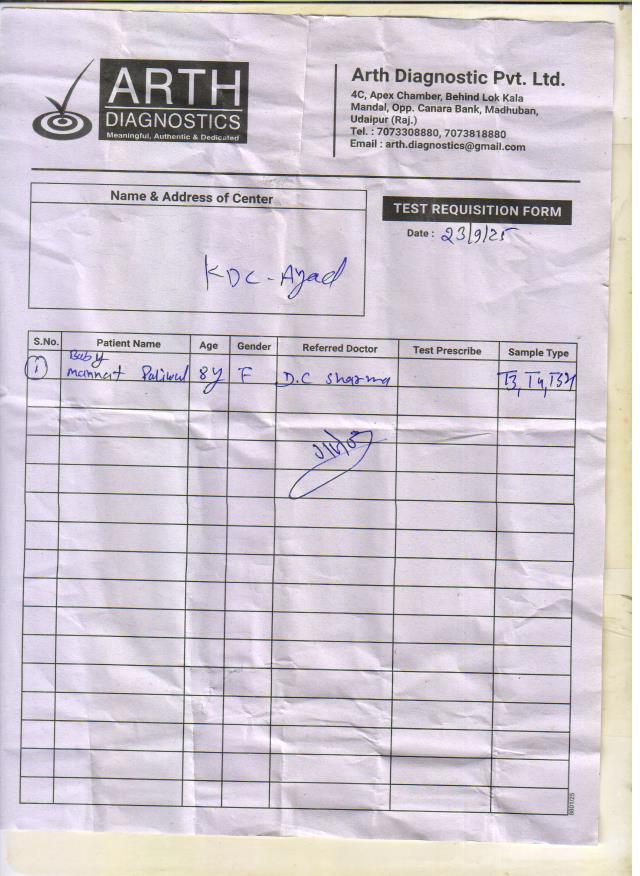 ARTH
DIAGNOSTICS
Meaningful, Authentic & Dedicated
Arth Diagnostic Pvt. Ltd.
4C, Apex Chamber, Behind Lok Kala
Mandal, Opp. Canara Bank, Madhuban,
Udaipur (Raj.)
Tel. : 7073308880, 7073818880
Email : arth.diagnostics@gmail.com
Name & Address of Center
KDC - Ayad
TEST REQUISITION FORM
Date : 23/9/25
S.No. Patient Name Age Gender Referred Doctor Test Prescribe Sample Type
Baby
1 Mannat Paliwal 8y F D.C Sharma T3, T4, TSH